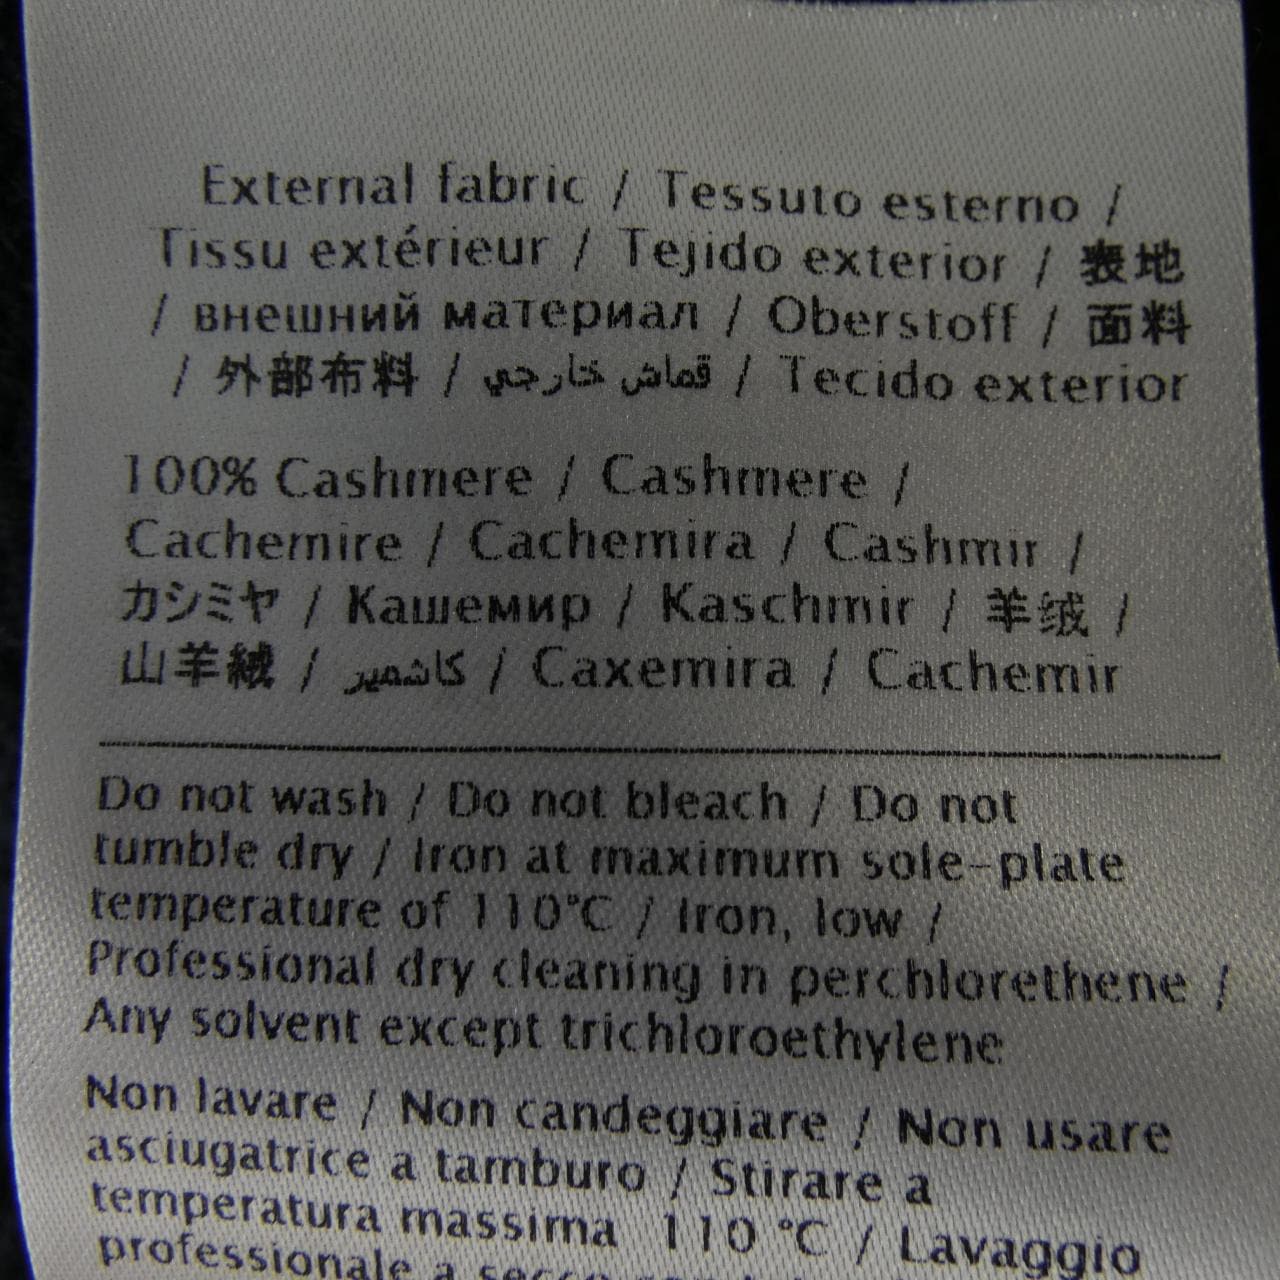 External fabric / Tessuto esterno /
Tissu extérieur / Tejido exterior / 表地
/ внешний материал / Oberstoff / 面料
/ 外部布料 / قماش خارجي / Tecido exterior
100% Cashmere / Cashmere /
Cachemire / Cachemira / Cashmir /
カシミヤ / Кашемир / Kaschmir / 羊绒 /
山羊絨 / كاشمير / Caxemira / Cachemir
Do not wash / Do not bleach / Do not
tumble dry / Iron at maximum sole-plate
temperature of 110°C / Iron, low /
Professional dry cleaning in perchlorethene /
Any solvent except trichloroethylene
Non lavare / Non candeggiare / Non usare
asciugatrice a tamburo / Stirare a
temperatura massima 110 °C / Lavaggio
professionale a secco